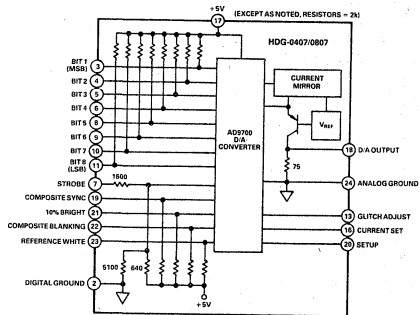 +5V
(EXCEPT AS NOTED, RESISTORS = 2k)
17
HDG-0407/0807
BIT 1
(MSB)
3
BIT 2
4
BIT 3
5
BIT 4
6
BIT 5
8
BIT 6
9
BIT 7
10
BIT 8
(LSB)
11
STROBE
7
1600
COMPOSITE SYNC
19
10% BRIGHT
21
COMPOSITE BLANKING
22
REFERENCE WHITE
23
5100
640
DIGITAL GROUND
2
+5V
AD9700
D/A
CONVERTER
CURRENT
MIRROR
VREF
18
D/A OUTPUT
75
24
ANALOG GROUND
13
GLITCH ADJUST
16
CURRENT SET
20
SETUP